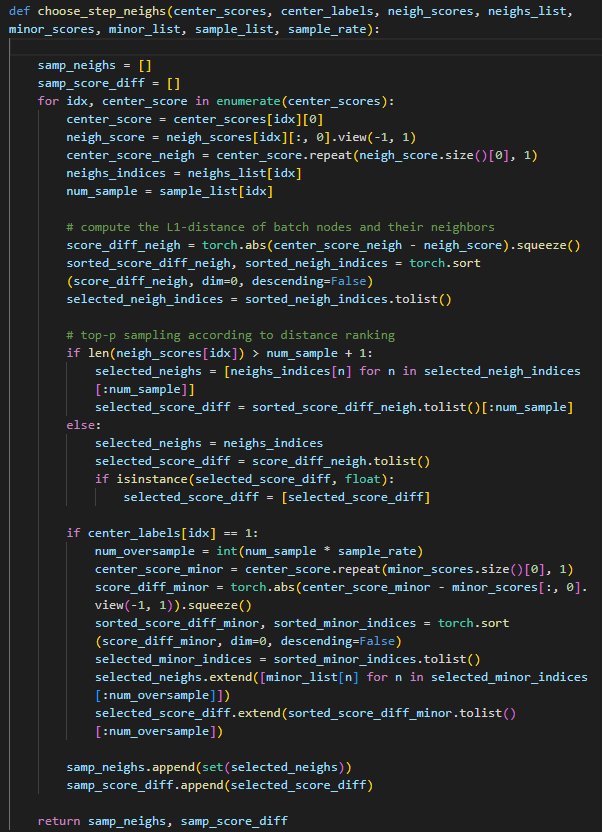 def choose_step_neighs(center_scores, center_labels, neigh_scores, neighs_list,
minor_scores, minor_list, sample_list, sample_rate):
    samp_neighs = []
    samp_score_diff = []
    for idx, center_score in enumerate(center_scores):
        center_score = center_scores[idx][0]
        neigh_score = neigh_scores[idx][:, 0].view(-1, 1)
        center_score_neigh = center_score.repeat(neigh_score.size()[0], 1)
        neighs_indices = neighs_list[idx]
        num_sample = sample_list[idx]
        # compute the L1-distance of batch nodes and their neighbors
        score_diff_neigh = torch.abs(center_score_neigh - neigh_score).squeeze()
        sorted_score_diff_neigh, sorted_neigh_indices = torch.sort
        (score_diff_neigh, dim=0, descending=False)
        selected_neigh_indices = sorted_neigh_indices.tolist()
        # top-p sampling according to distance ranking
        if len(neigh_scores[idx]) > num_sample + 1:
            selected_neighs = [neighs_indices[n] for n in selected_neigh_indices
            [:num_sample]]
            selected_score_diff = sorted_score_diff_neigh.tolist()[:num_sample]
        else:
            selected_neighs = neighs_indices
            selected_score_diff = score_diff_neigh.tolist()
            if isinstance(selected_score_diff, float):
                selected_score_diff = [selected_score_diff]
        if center_labels[idx] == 1:
            num_oversample = int(num_sample * sample_rate)
            center_score_minor = center_score.repeat(minor_scores.size()[0], 1)
            score_diff_minor = torch.abs(center_score_minor - minor_scores[:, 0].
            view(-1, 1)).squeeze()
            sorted_score_diff_minor, sorted_minor_indices = torch.sort
            (score_diff_minor, dim=0, descending=False)
            selected_minor_indices = sorted_minor_indices.tolist()
            selected_neighs.extend([minor_list[n] for n in selected_minor_indices
            [:num_oversample]])
            selected_score_diff.extend(sorted_score_diff_minor.tolist()
            [:num_oversample])
        samp_neighs.append(set(selected_neighs))
        samp_score_diff.append(selected_score_diff)
    return samp_neighs, samp_score_diff